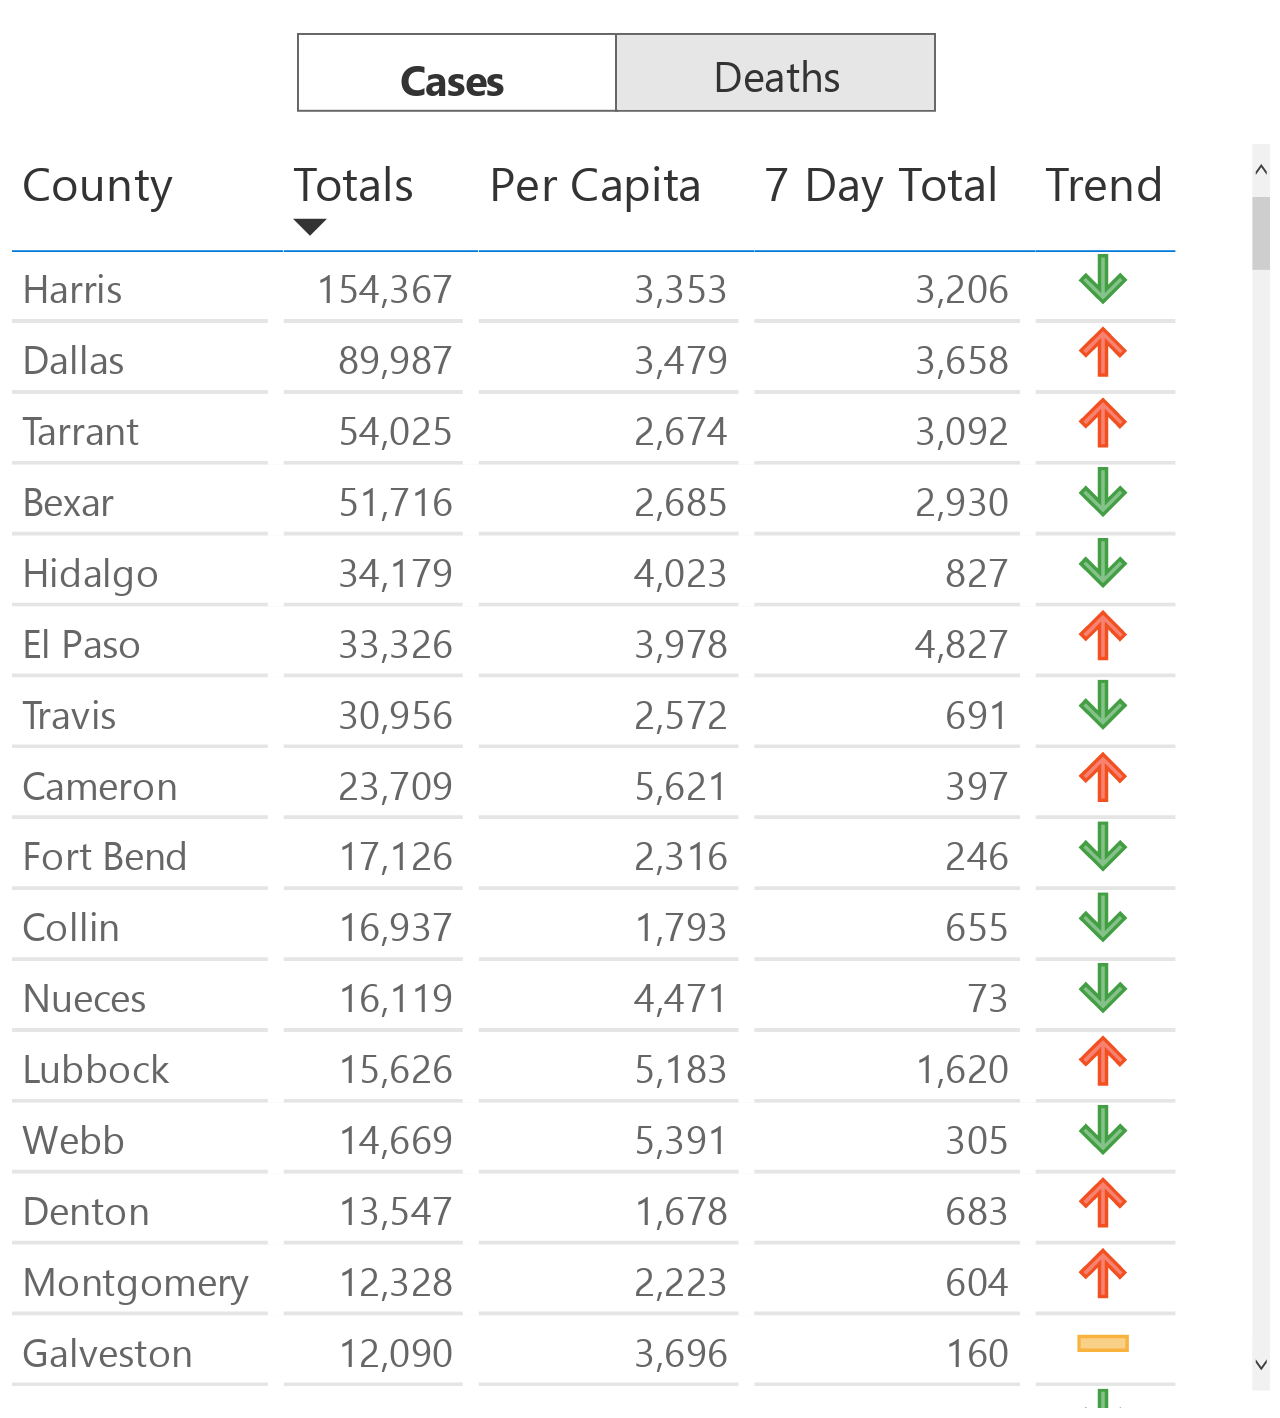 Cases Deaths
County Totals Per Capita 7 Day Total Trend
Harris 154,367 3,353 3,206
Dallas 89,987 3,479 3,658
Tarrant 54,025 2,674 3,092
Bexar 51,716 2,685 2,930
Hidalgo 34,179 4,023 827
El Paso 33,326 3,978 4,827
Travis 30,956 2,572 691
Cameron 23,709 5,621 397
Fort Bend 17,126 2,316 246
Collin 16,937 1,793 655
Nueces 16,119 4,471 73
Lubbock 15,626 5,183 1,620
Webb 14,669 5,391 305
Denton 13,547 1,678 683
Montgomery 12,328 2,223 604
Galveston 12,090 3,696 160